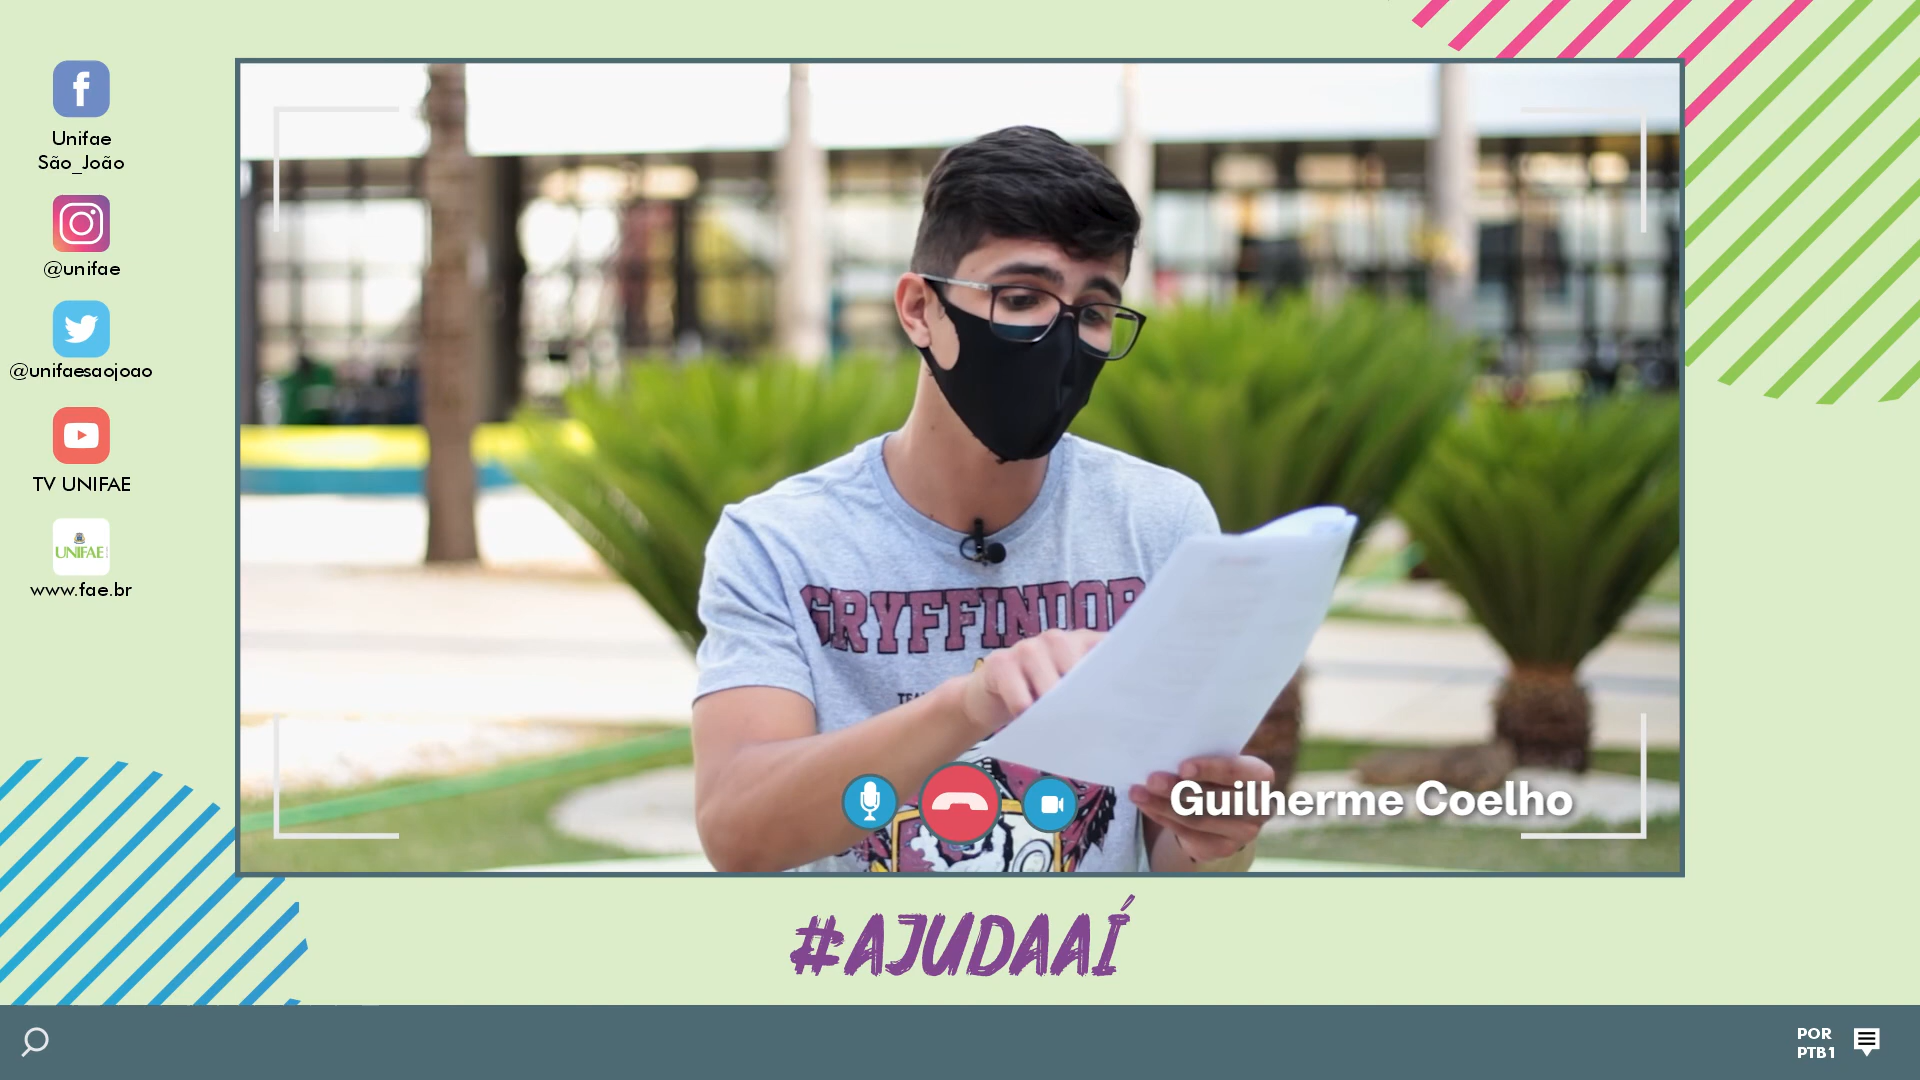 Unifae
São_João
@unifae
@unifaesaojoao
TV UNIFAE
UNIFAE
www.fae.br
GRYFFINDOR
Guilherme Coelho
#AJUDAAÍ
POR
PTB1